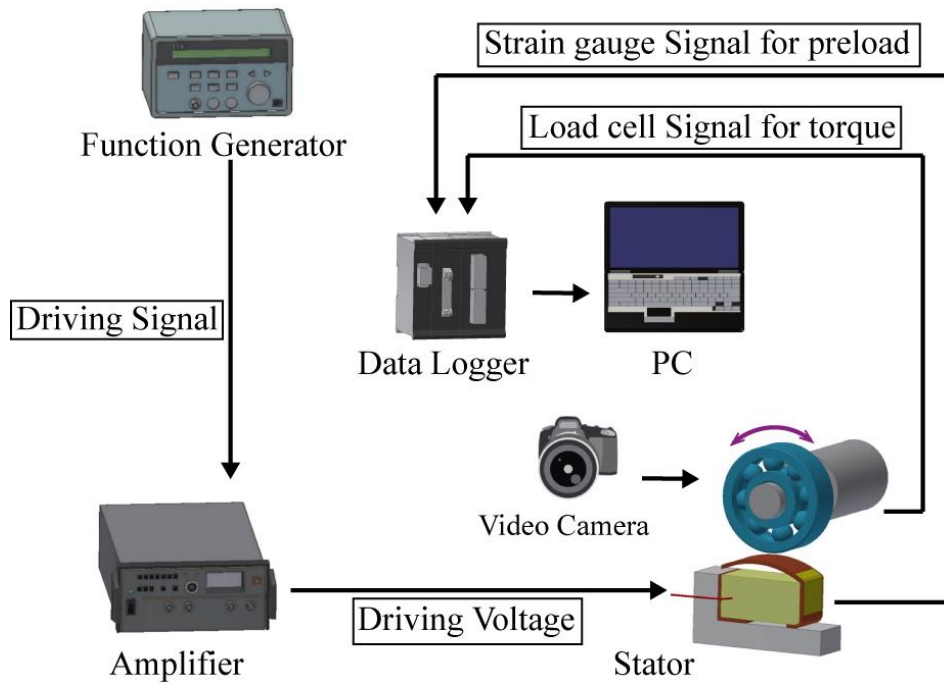 Strain gauge Signal for preload
Load cell Signal for torque
Function Generator
Driving Signal
Data Logger
PC
Video Camera
Driving Voltage
Amplifier
Stator